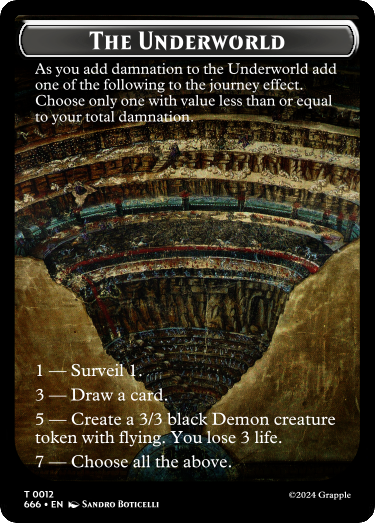 The Underworld
As you add damnation to the Underworld add
one of the following to the journey effect.
Choose only one with value less than or equal
to your total damnation.
1 — Surveil 1.
3 — Draw a card.
5 — Create a 3/3 black Demon creature
token with flying. You lose 3 life.
7 — Choose all the above.
T 0012
666 • EN Sandro Boticelli
©2024 Grapple